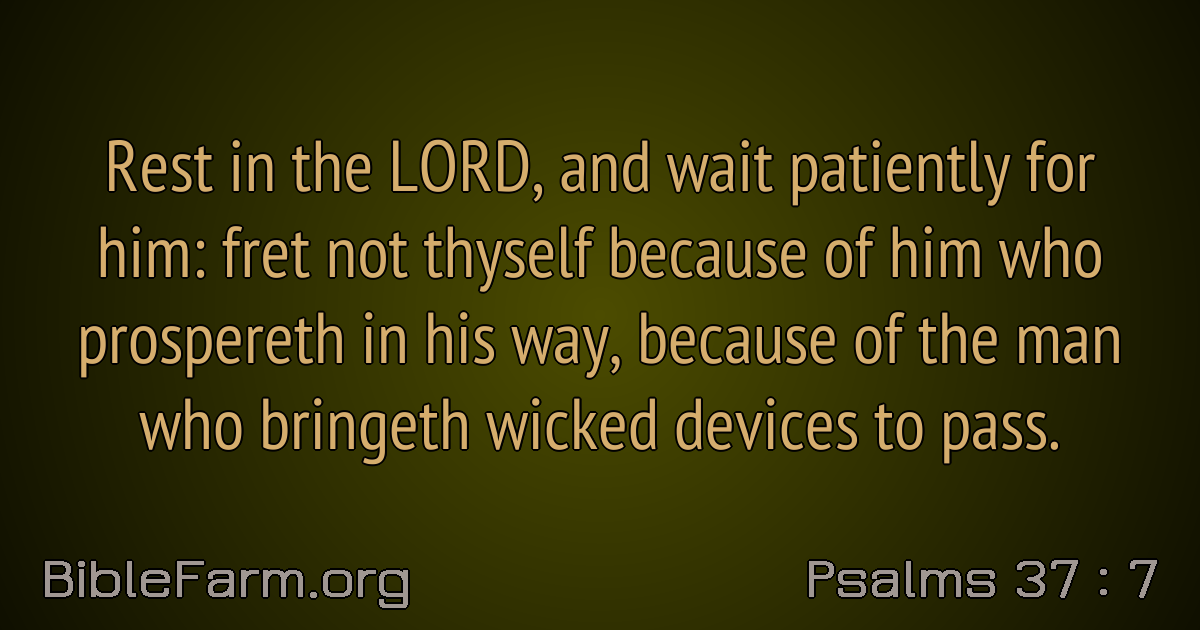 Rest in the LORD, and wait patiently for
him: fret not thyself because of him who
prospereth in his way, because of the man
who bringeth wicked devices to pass.
BibleFarm.org
Psalms 37 : 7